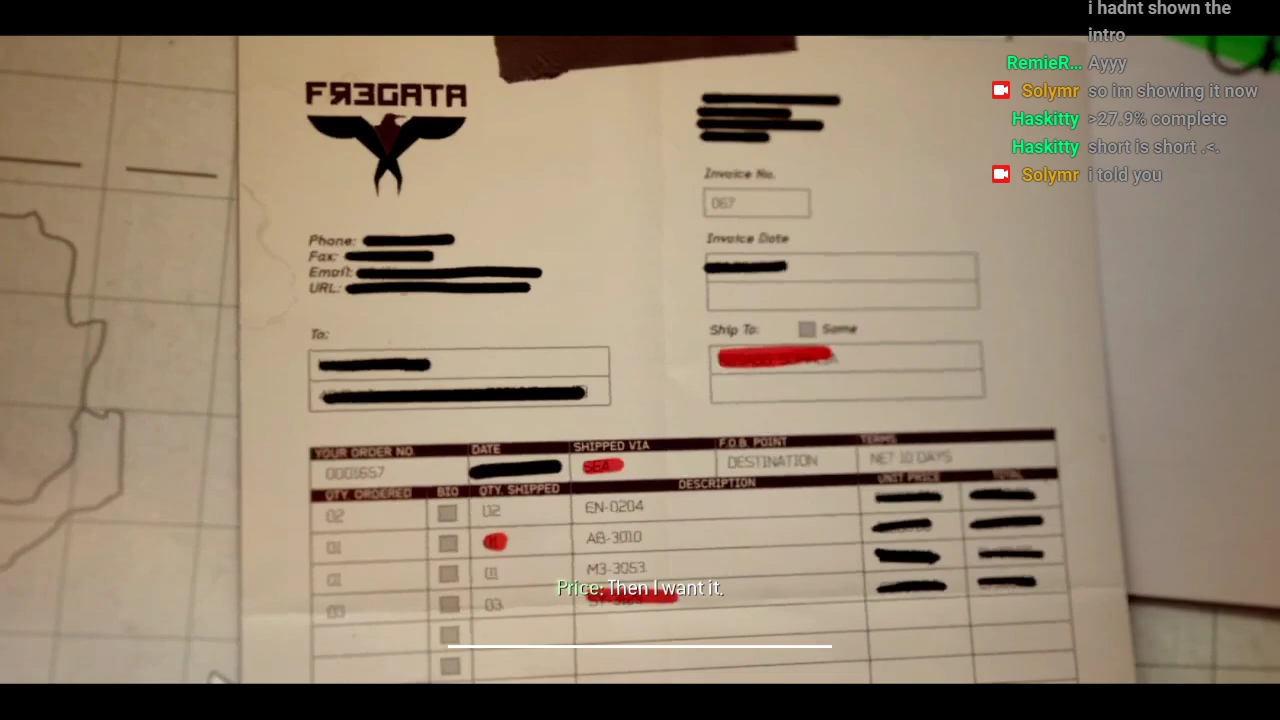 i hadnt shown the
intro
RemieR... Ayyy
Solymr so im showing it now
Haskitty >27.9% complete
Haskitty short is short .<.
Solymr i told you
FRЭGATA
Invoice No.
067
Phone:
Fax:
Email:
URL:
Invoice Date
To:
Ship To: Same
YOUR ORDER NO. DATE SHIPPED VIA F.O.B. POINT TERMS
0001657 SEA DESTINATION NET 10 DAYS
QTY. ORDERED BIO QTY. SHIPPED DESCRIPTION UNIT PRICE TOTAL
02 02 EN-0204
01 AB-3010
01 01 M3-3053
03 03
Price: Then I want it.